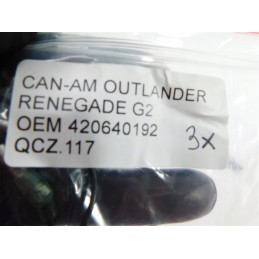 CAN-AM OUTLANDER
RENEGADE G2
OEM 420640192
QCZ.117
3x